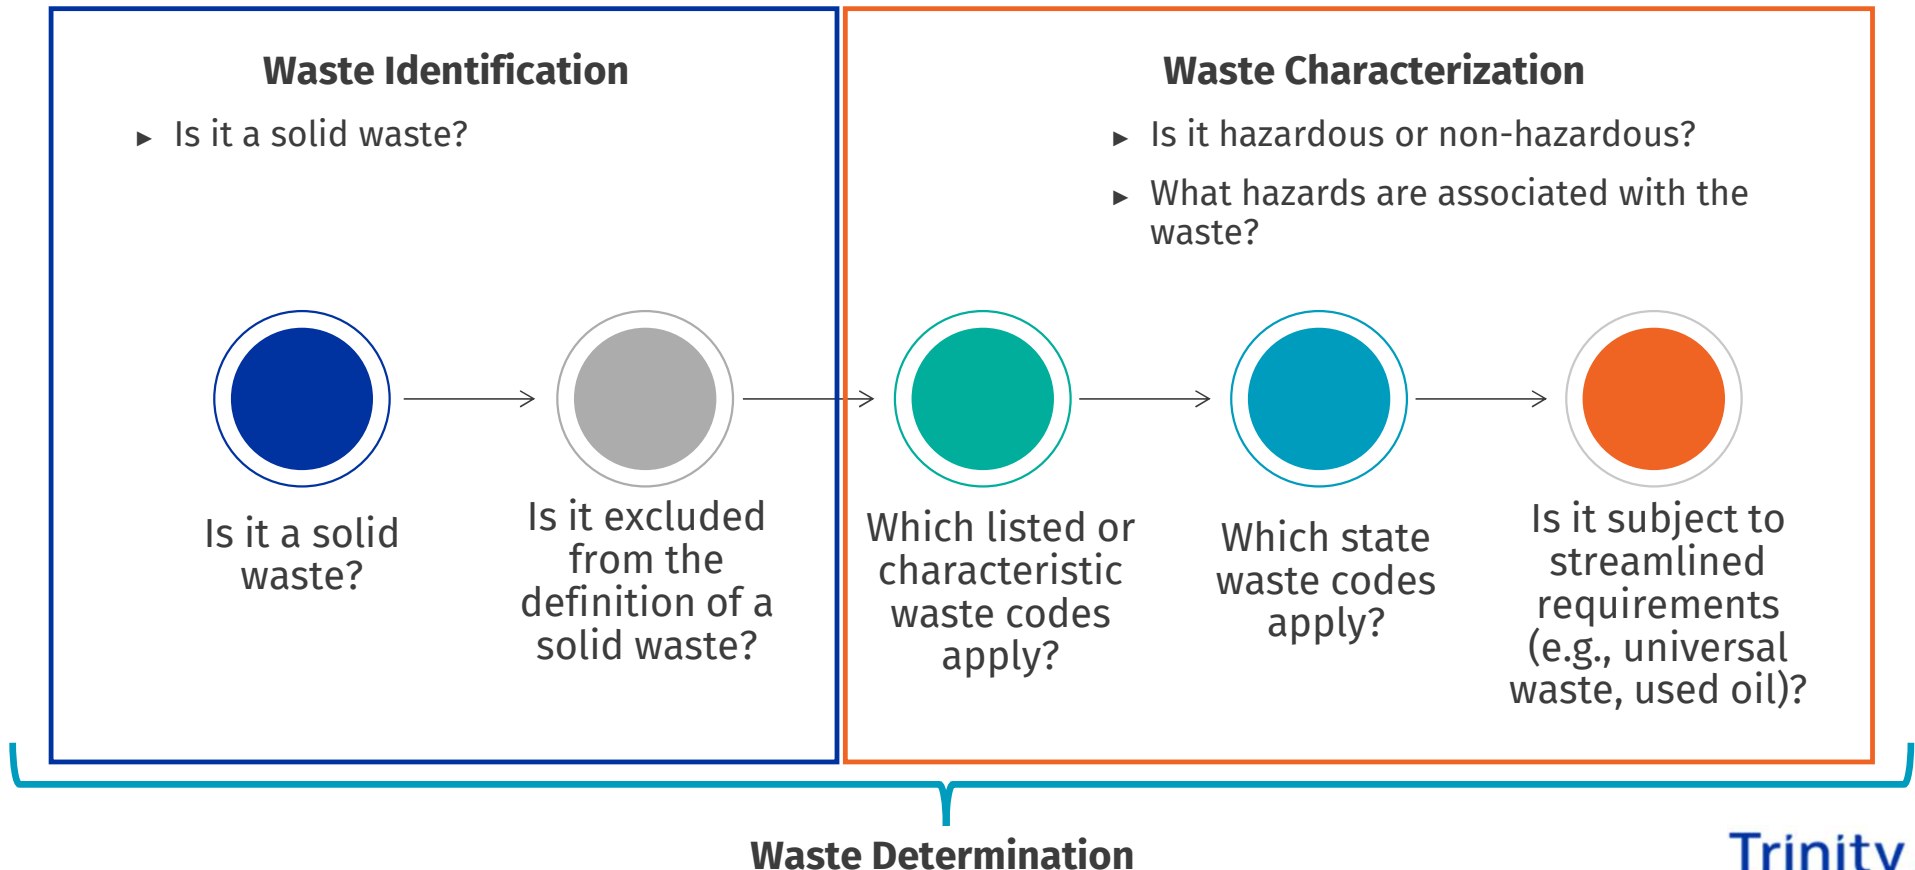 Waste Identification
► Is it a solid waste?
Waste Characterization
► Is it hazardous or non-hazardous?
► What hazards are associated with the
waste?
Is it a solid
waste?
Is it excluded
from the
definition of a
solid waste?
Which listed or
characteristic
waste codes
apply?
Which state
waste codes
apply?
Is it subject to
streamlined
requirements
(e.g., universal
waste, used oil)?
Waste Determination
Trinity